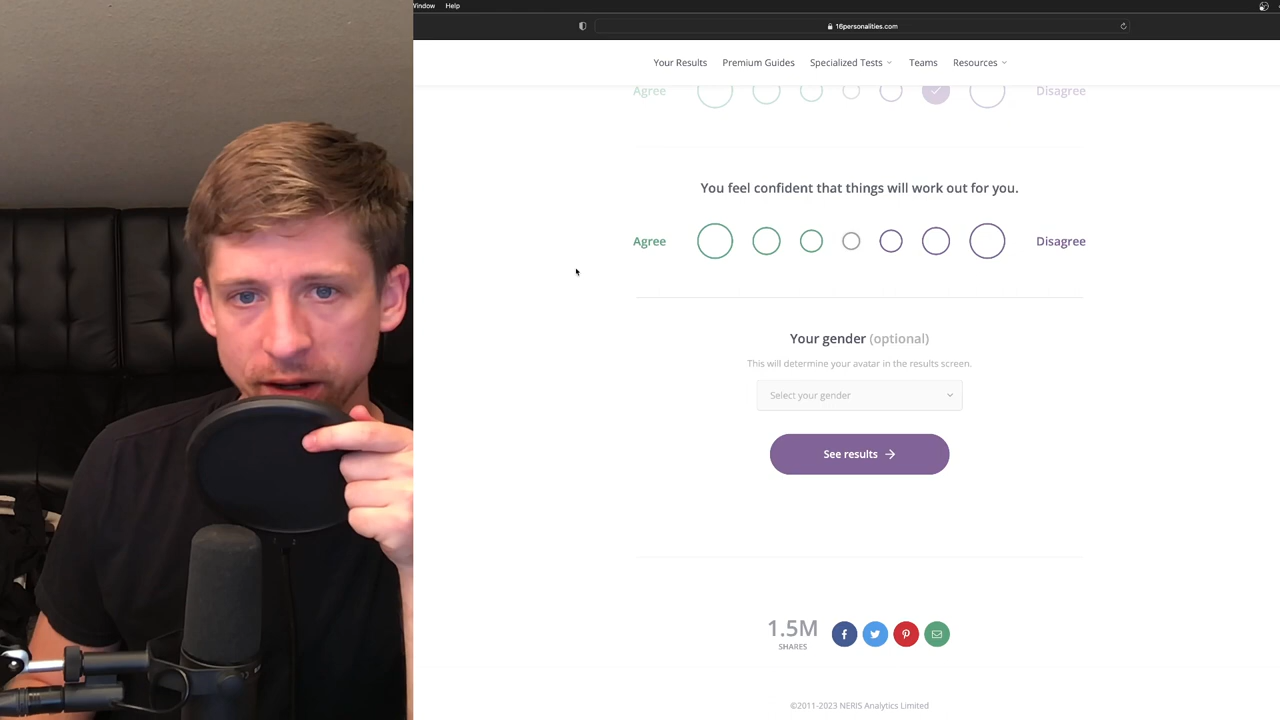 Window Help
16personalities.com
Your Results Premium Guides Specialized Tests Teams Resources
Agree Disagree
You feel confident that things will work out for you.
Agree Disagree
Your gender (optional)
This will determine your avatar in the results screen.
Select your gender
See results →
1.5M
SHARES
©2011-2023 NERIS Analytics Limited